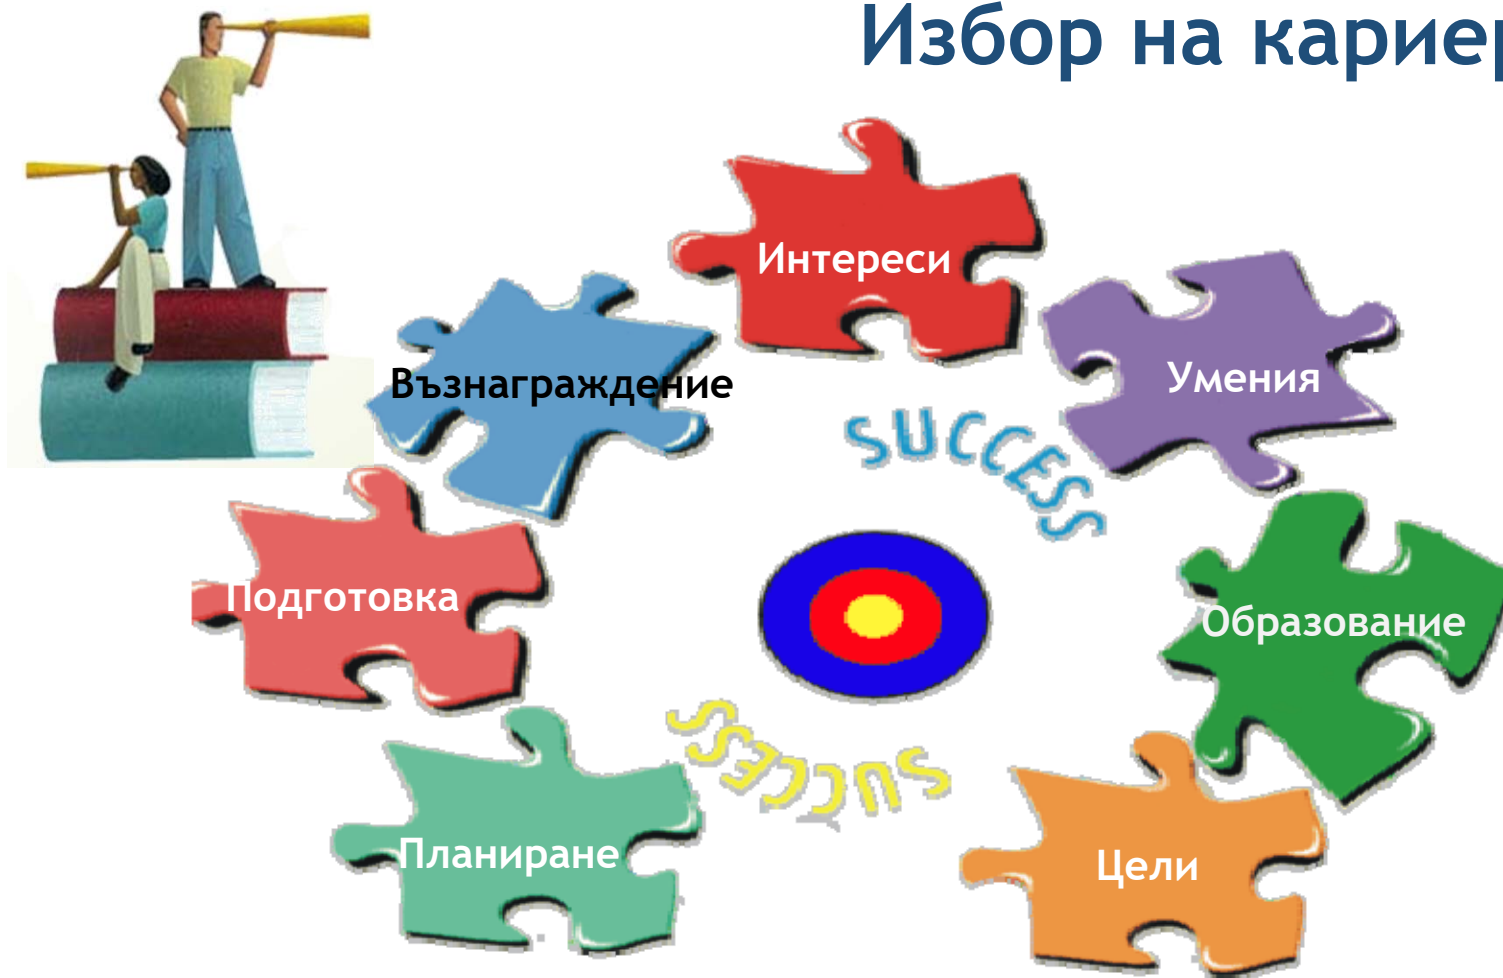 Избор на кариер
Интереси
Умения
Възнаграждение
SUCCESS
Подготовка
Образование
SUCCESS
Планиране
Цели